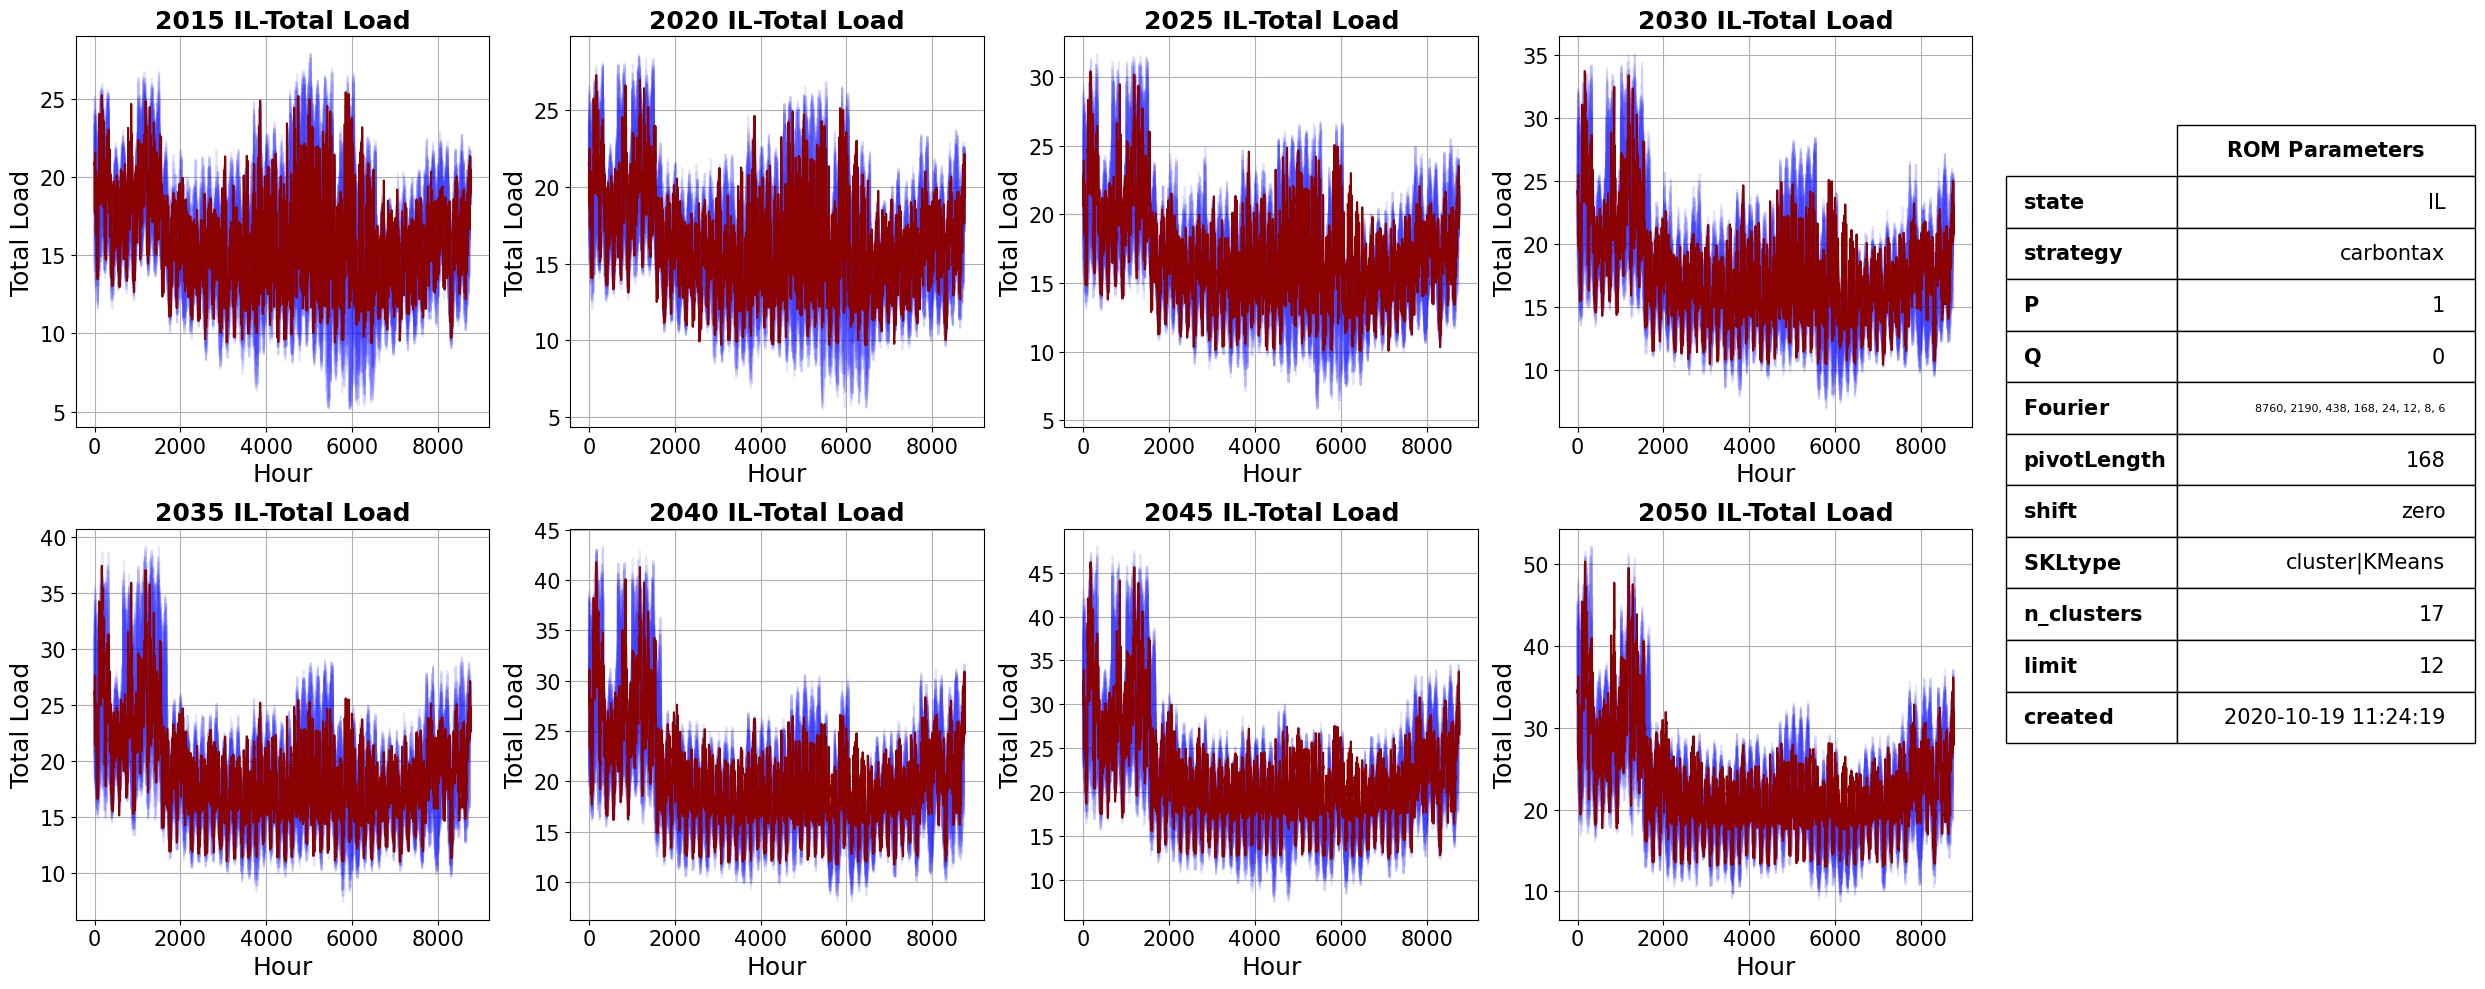 2015 IL-Total Load
Total Load
25
20
15
10
5
0 2000 4000 6000 8000
Hour
2020 IL-Total Load
Total Load
25
20
15
10
5
0 2000 4000 6000 8000
Hour
2025 IL-Total Load
Total Load
30
25
20
15
10
5
0 2000 4000 6000 8000
Hour
2030 IL-Total Load
Total Load
35
30
25
20
15
10
0 2000 4000 6000 8000
Hour
2035 IL-Total Load
Total Load
40
35
30
25
20
15
10
0 2000 4000 6000 8000
Hour
2040 IL-Total Load
Total Load
45
40
35
30
25
20
15
10
0 2000 4000 6000 8000
Hour
2045 IL-Total Load
Total Load
45
40
35
30
25
20
15
10
0 2000 4000 6000 8000
Hour
2050 IL-Total Load
Total Load
50
40
30
20
10
0 2000 4000 6000 8000
Hour
ROM Parameters
state IL
strategy carbontax
P 1
Q 0
Fourier 8760, 2190, 438, 168, 24, 12, 8, 6
pivotLength 168
shift zero
SKLtype cluster|KMeans
n_clusters 17
limit 12
created 2020-10-19 11:24:19